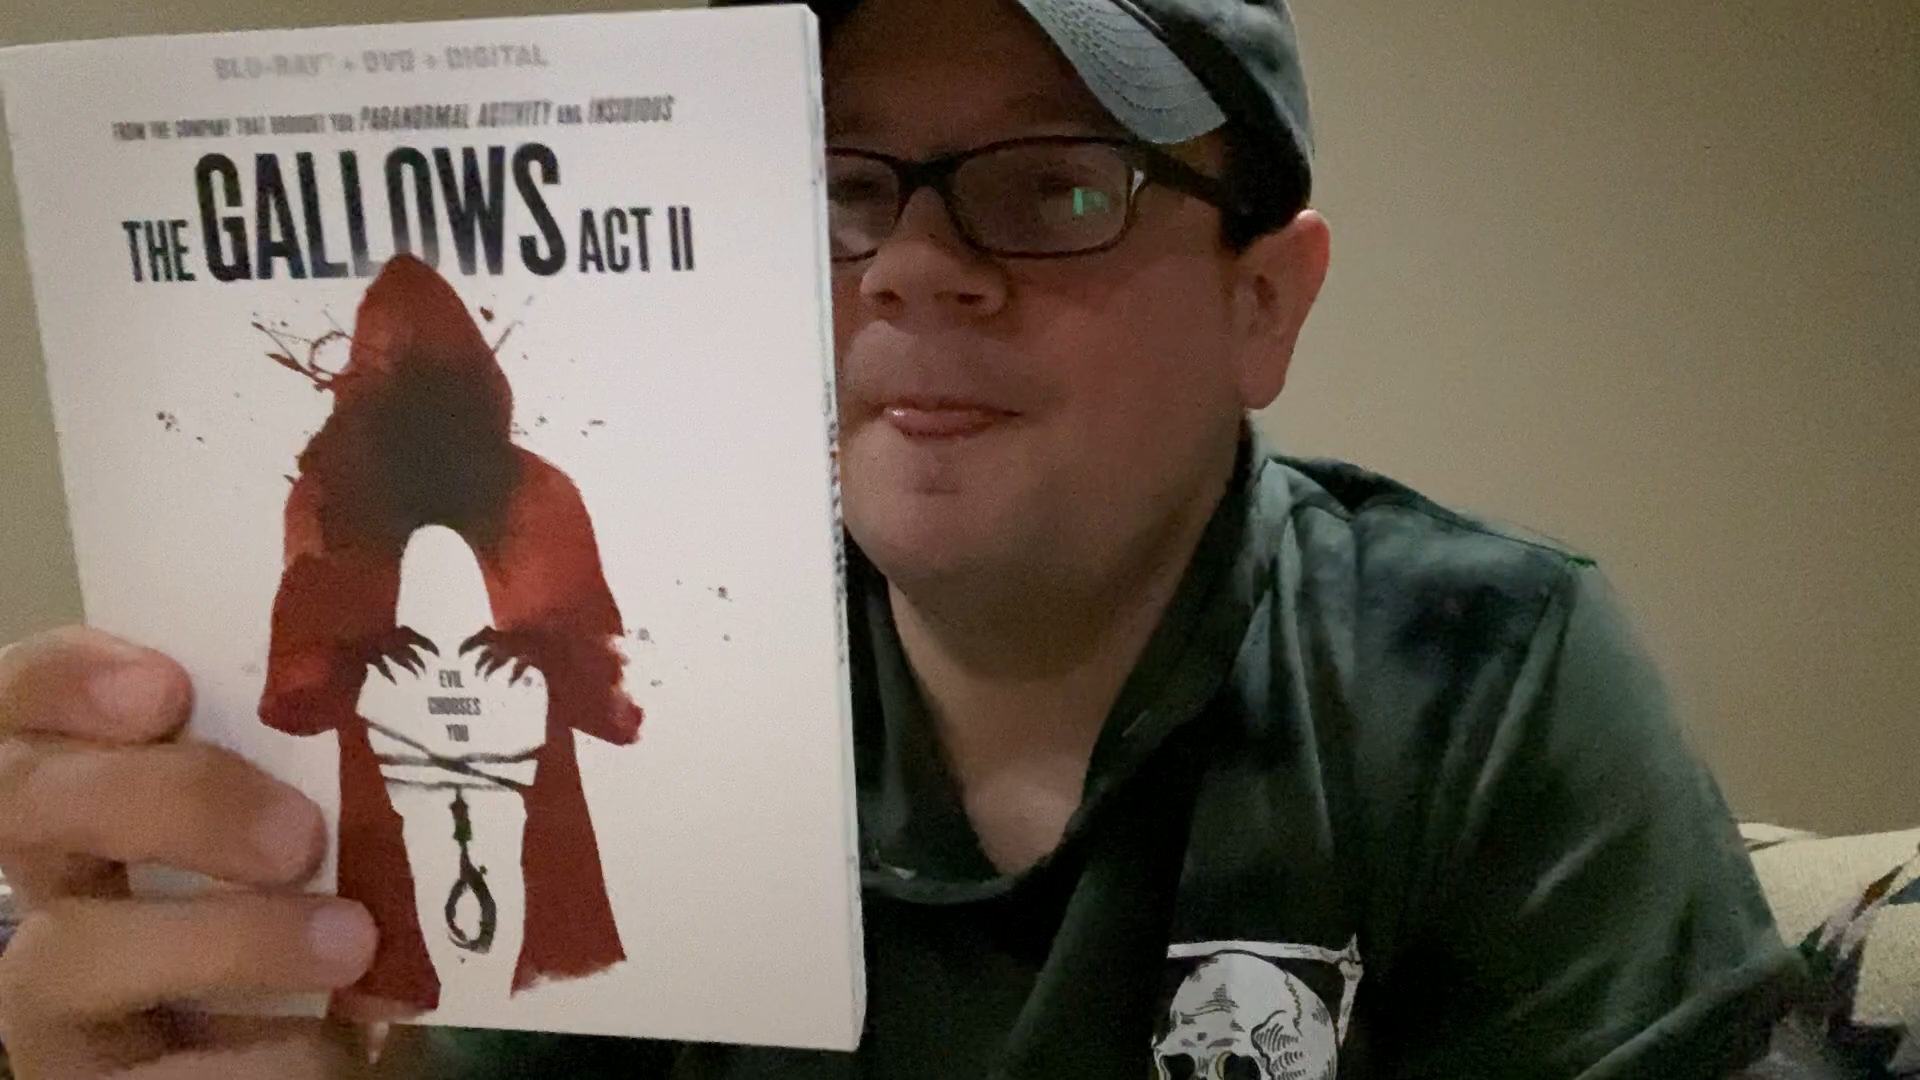 BLU-RAY™ + DVD + DIGITAL
FROM THE COMPANY THAT BROUGHT YOU PARANORMAL ACTIVITY AND INSIDIOUS
THE GALLOWS ACT II
EVIL
CHOOSES
YOU